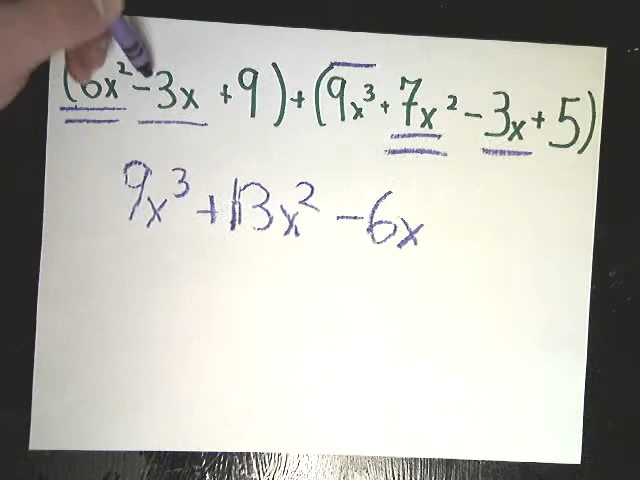 (6x² - 3x + 9) + (9x³ + 7x² - 3x + 5)
9x³ + 13x² - 6x